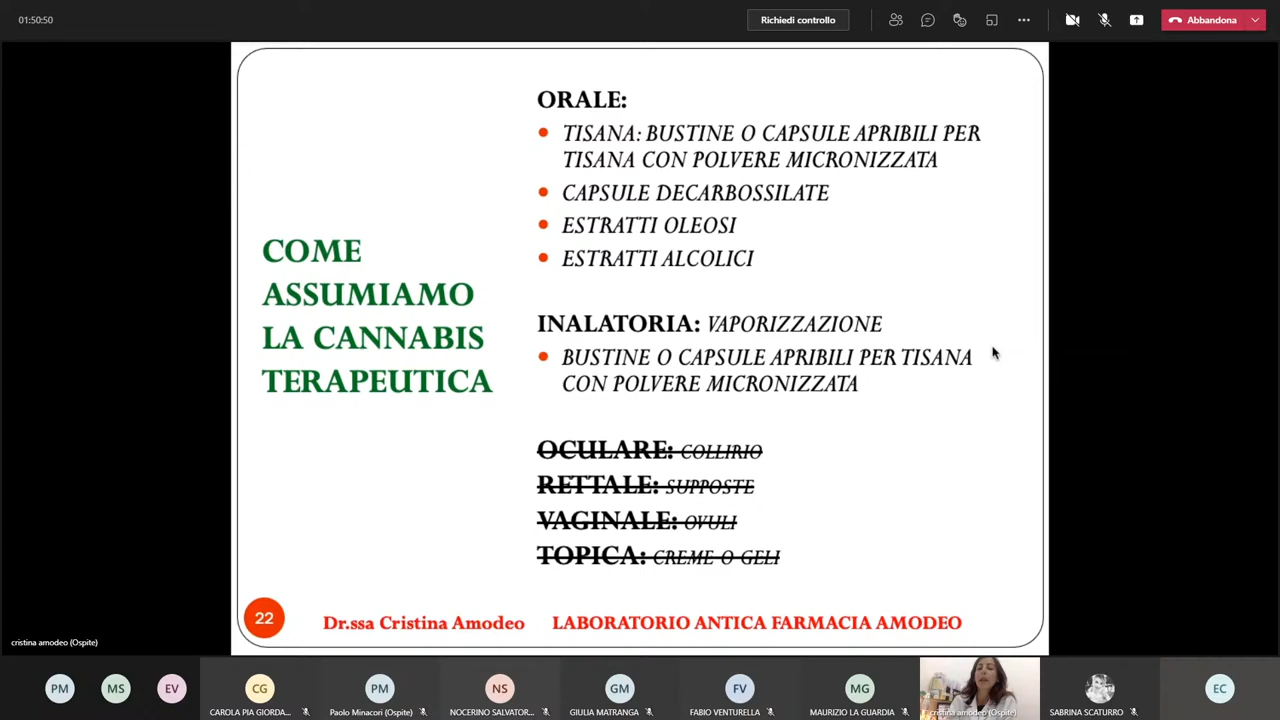 01:50:50
Richiedi controllo
Abbandona
ORALE:
TISANA: BUSTINE O CAPSULE APRIBILI PER
TISANA CON POLVERE MICRONIZZATA
CAPSULE DECARBOSSILATE
ESTRATTI OLEOSI
ESTRATTI ALCOLICI
COME
ASSUMIAMO
LA CANNABIS
TERAPEUTICA
INALATORIA: VAPORIZZAZIONE
BUSTINE O CAPSULE APRIBILI PER TISANA
CON POLVERE MICRONIZZATA
OCULARE: COLLIRIO
RETTALE: SUPPOSTE
VAGINALE: OVULI
TOPICA: CREME O GELI
22
Dr.ssa Cristina Amodeo LABORATORIO ANTICA FARMACIA AMODEO
cristina amodeo (Ospite)
PM MS EV CG PM NS GM FV MG EC
CAROLA PIA GIORDA... Paolo Minacori (Ospite) NOCERINO SALVATOR... GIULIA MATRANGA FABIO VENTURELLA MAURIZIO LA GUARDIA cristina amodeo (Ospite) SABRINA SCATURRO